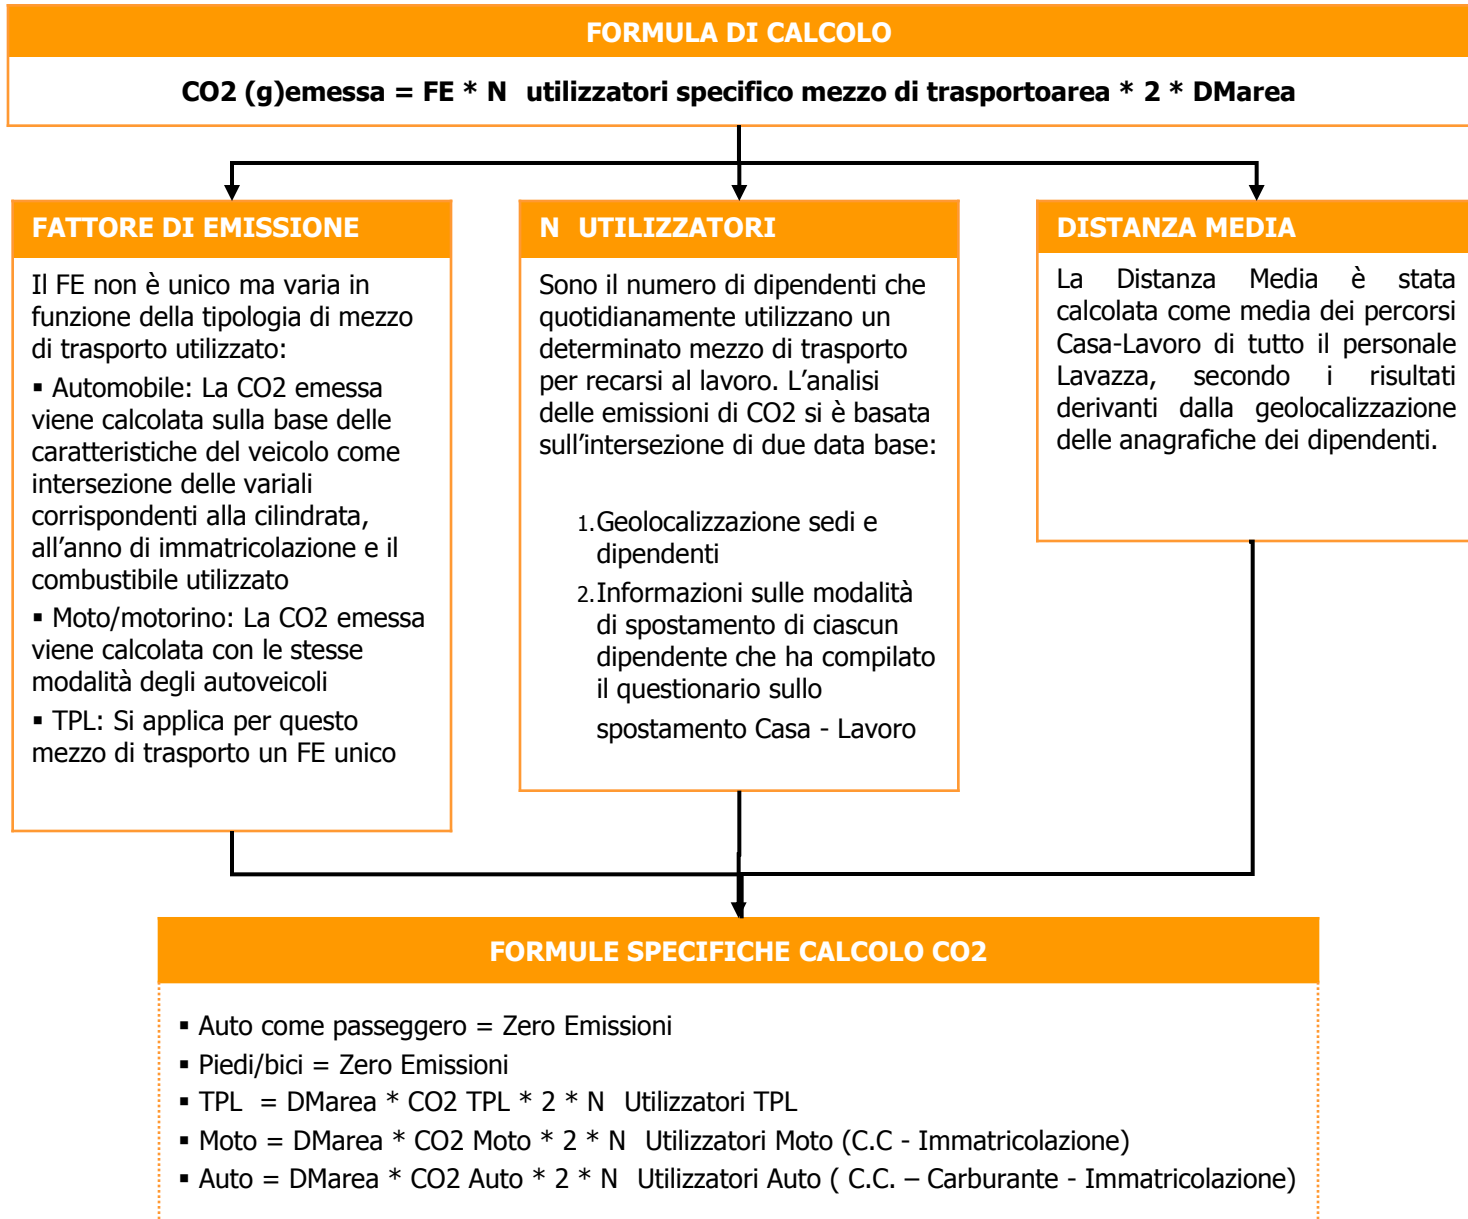 FORMULA DI CALCOLO
CO2 (g)emessa = FE * N utilizzatori specifico mezzo di trasportoarea * 2 * DMarea
FATTORE DI EMISSIONE
Il FE non è unico ma varia in
funzione della tipologia di mezzo
di trasporto utilizzato:
▪ Automobile: La CO2 emessa
viene calcolata sulla base delle
caratteristiche del veicolo come
intersezione delle variali
corrispondenti alla cilindrata,
all’anno di immatricolazione e il
combustibile utilizzato
▪ Moto/motorino: La CO2 emessa
viene calcolata con le stesse
modalità degli autoveicoli
▪ TPL: Si applica per questo
mezzo di trasporto un FE unico
N UTILIZZATORI
Sono il numero di dipendenti che
quotidianamente utilizzano un
determinato mezzo di trasporto
per recarsi al lavoro. L’analisi
delle emissioni di CO2 si è basata
sull’intersezione di due data base:
1.Geolocalizzazione sedi e
dipendenti
2.Informazioni sulle modalità
di spostamento di ciascun
dipendente che ha compilato
il questionario sullo
spostamento Casa - Lavoro
DISTANZA MEDIA
La Distanza Media è stata
calcolata come media dei percorsi
Casa-Lavoro di tutto il personale
Lavazza, secondo i risultati
derivanti dalla geolocalizzazione
delle anagrafiche dei dipendenti.
FORMULE SPECIFICHE CALCOLO CO2
▪ Auto come passeggero = Zero Emissioni
▪ Piedi/bici = Zero Emissioni
▪ TPL = DMarea * CO2 TPL * 2 * N Utilizzatori TPL
▪ Moto = DMarea * CO2 Moto * 2 * N Utilizzatori Moto (C.C - Immatricolazione)
▪ Auto = DMarea * CO2 Auto * 2 * N Utilizzatori Auto ( C.C. – Carburante - Immatricolazione)